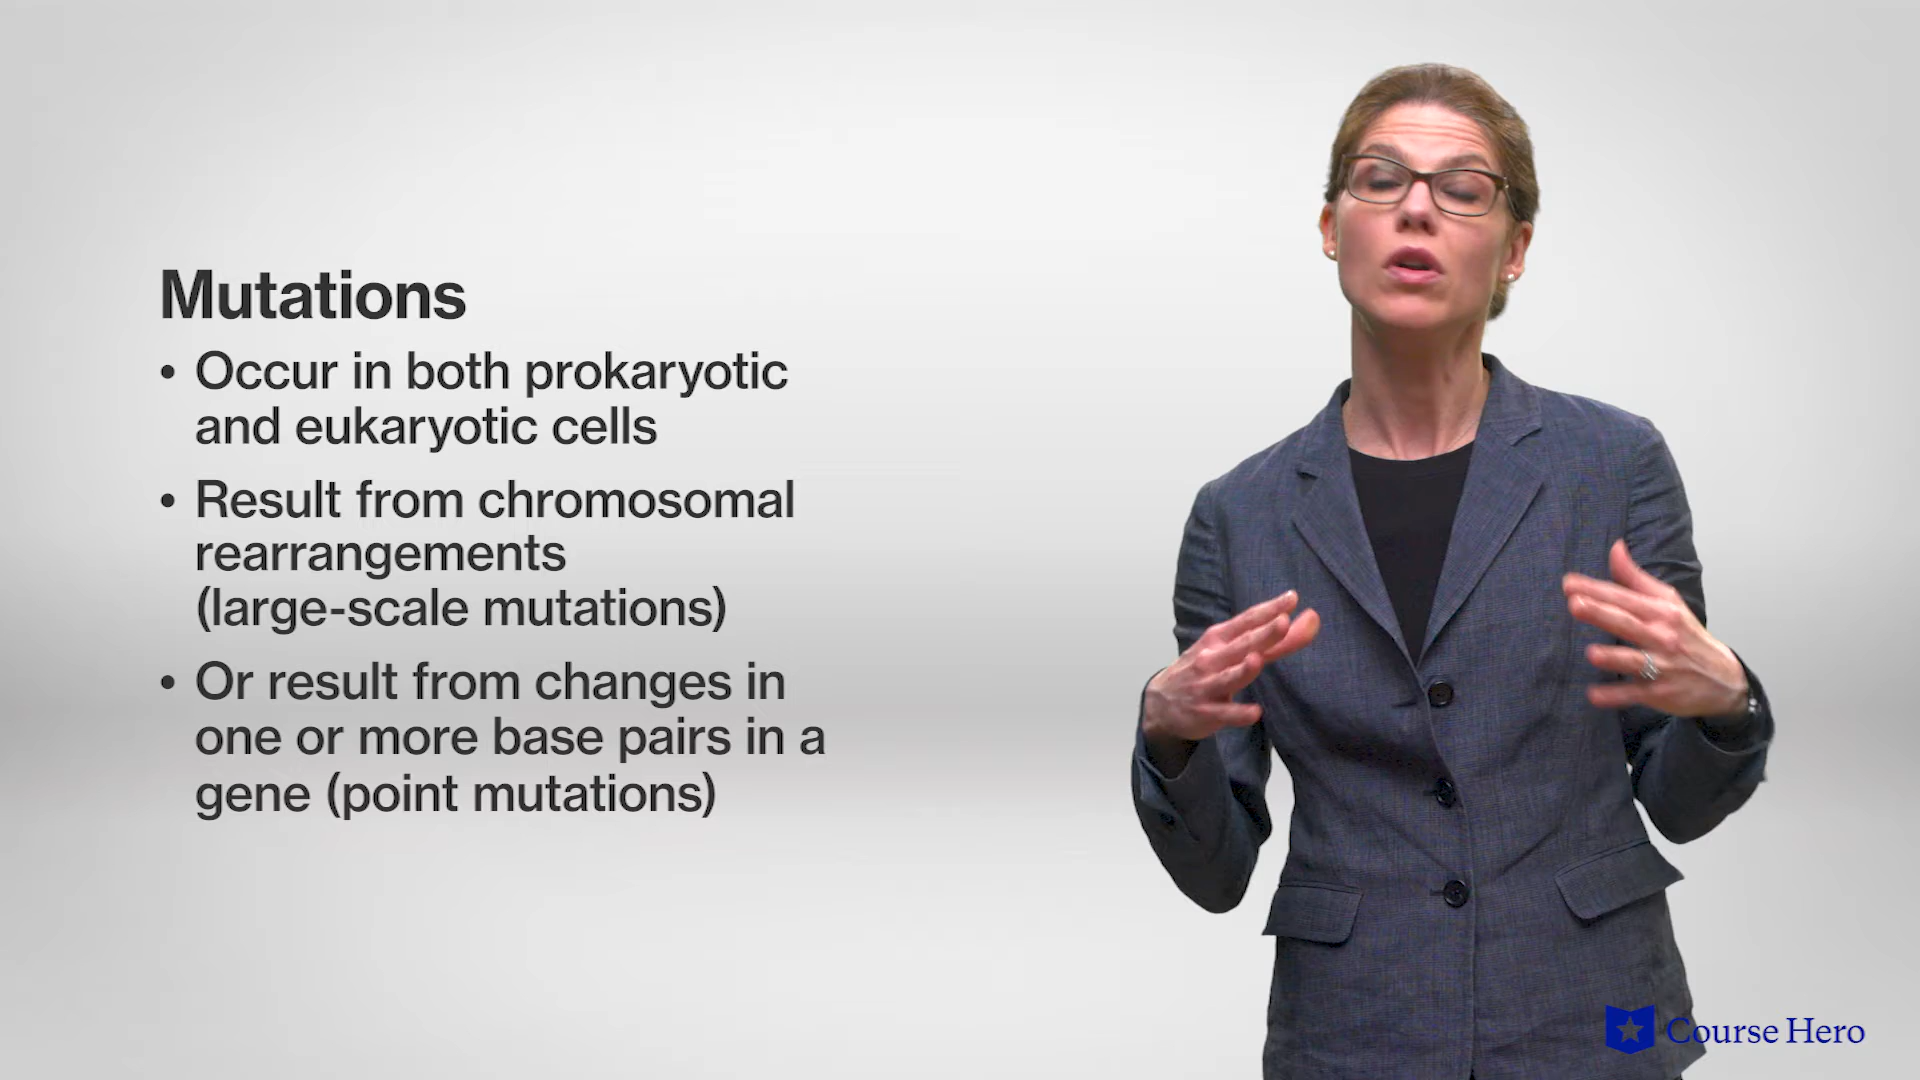 Mutations
• Occur in both prokaryotic
and eukaryotic cells
• Result from chromosomal
rearrangements
(large-scale mutations)
• Or result from changes in
one or more base pairs in a
gene (point mutations)
Course Hero